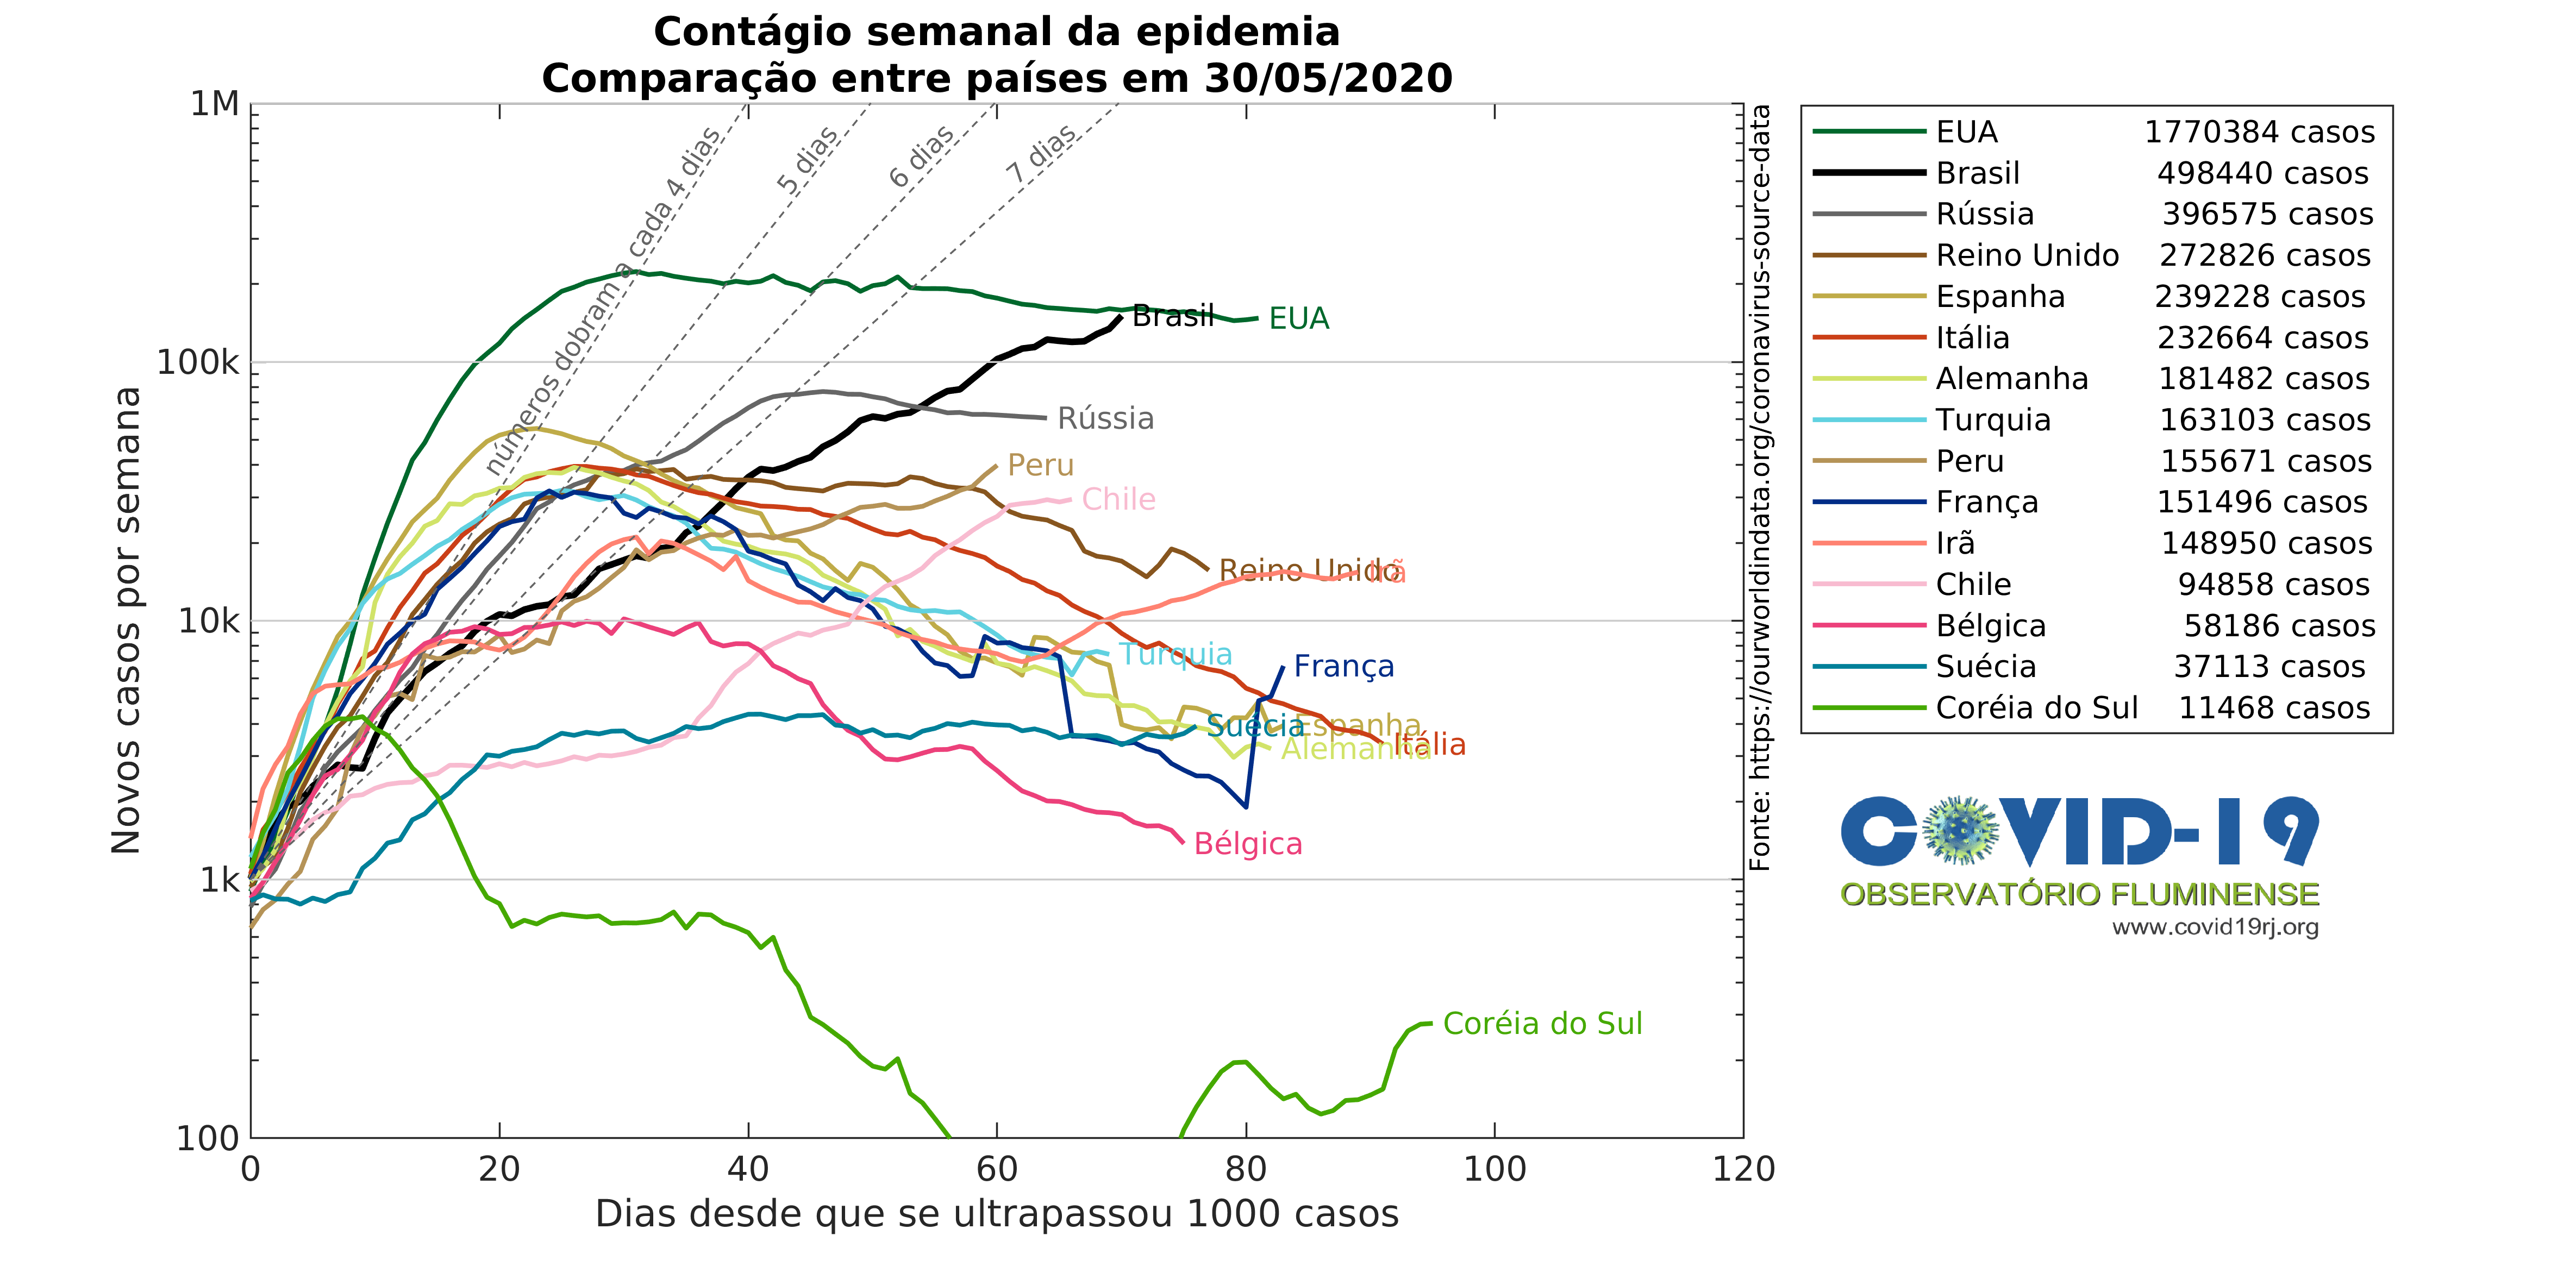 Contágio semanal da epidemia
Comparação entre países em 30/05/2020
Novos casos por semana
1M
100k
10k
1k
100
0 20 40 60 80 100 120
Dias desde que se ultrapassou 1000 casos
números dobram a cada 4 dias
5 dias
6 dias
7 dias
Brasil
EUA
Rússia
Peru
Chile
Reino Unido
Irã
Turquia
França
Suécia
Espanha
Itália
Alemanha
Bélgica
Coréia do Sul
Fonte: https://ourworldindata.org/coronavirus-source-data
EUA 1770384 casos
Brasil 498440 casos
Rússia 396575 casos
Reino Unido 272826 casos
Espanha 239228 casos
Itália 232664 casos
Alemanha 181482 casos
Turquia 163103 casos
Peru 155671 casos
França 151496 casos
Irã 148950 casos
Chile 94858 casos
Bélgica 58186 casos
Suécia 37113 casos
Coréia do Sul 11468 casos
COVID-19
OBSERVATÓRIO FLUMINENSE
www.covid19rj.org